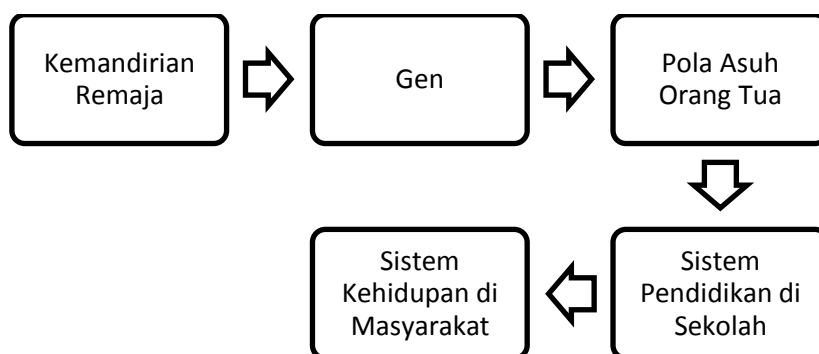 Kemandirian
Remaja
Gen
Pola Asuh
Orang Tua
Sistem
Pendidikan di
Sekolah
Sistem
Kehidupan di
Masyarakat